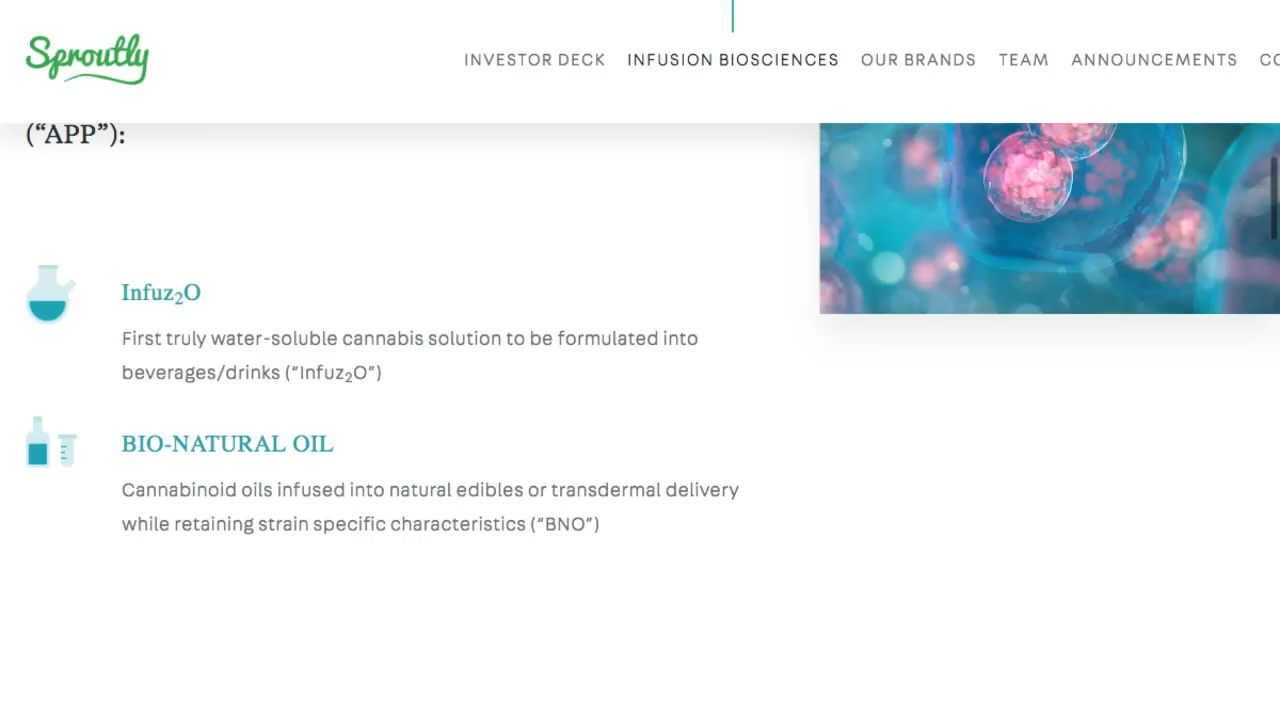 Sproutly
INVESTOR DECK INFUSION BIOSCIENCES OUR BRANDS TEAM ANNOUNCEMENTS
(“APP”):
Infuz₂O
First truly water-soluble cannabis solution to be formulated into
beverages/drinks (“Infuz₂O”)
BIO-NATURAL OIL
Cannabinoid oils infused into natural edibles or transdermal delivery
while retaining strain specific characteristics (“BNO”)